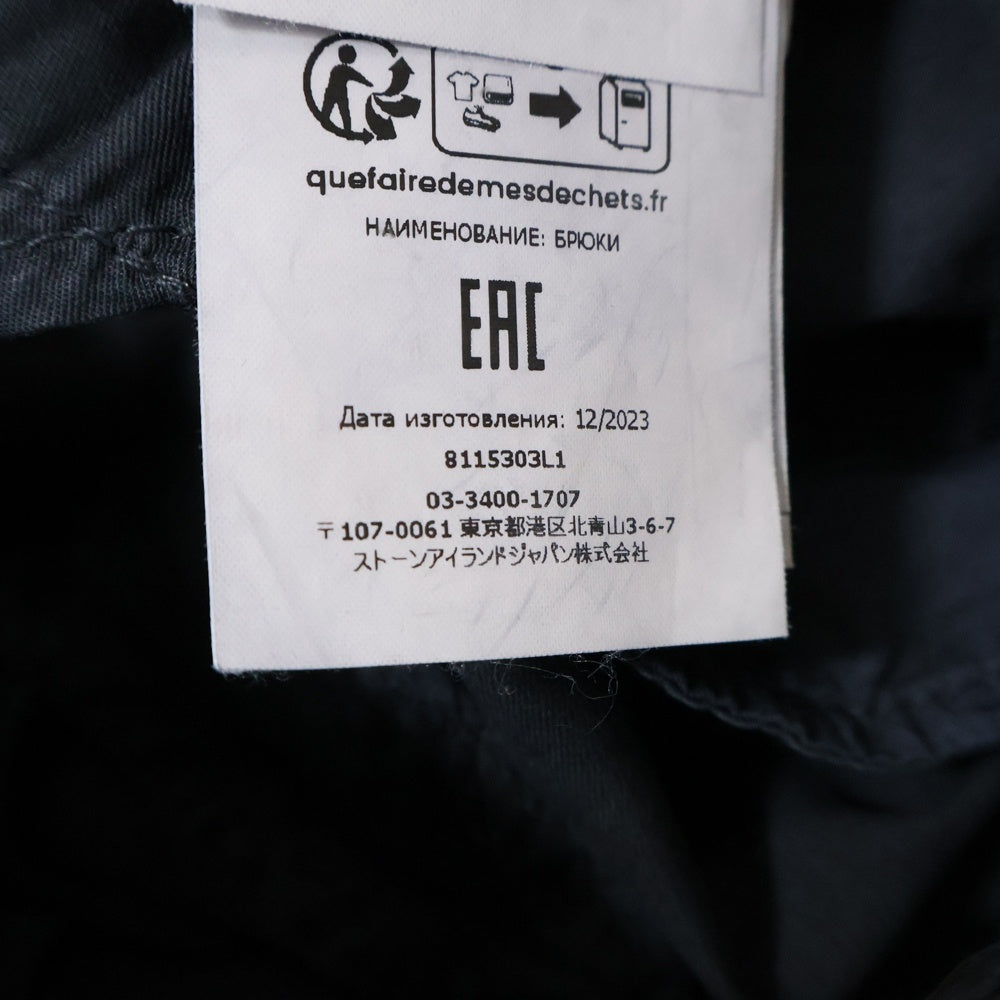 quefairedemesdechets.fr
НАИМЕНОВАНИЕ: БРЮКИ
EAC
Дата изготовления: 12/2023
8115303L1
03-3400-1707
〒107-0061 東京都港区北青山3-6-7
ストーンアイランドジャパン株式会社